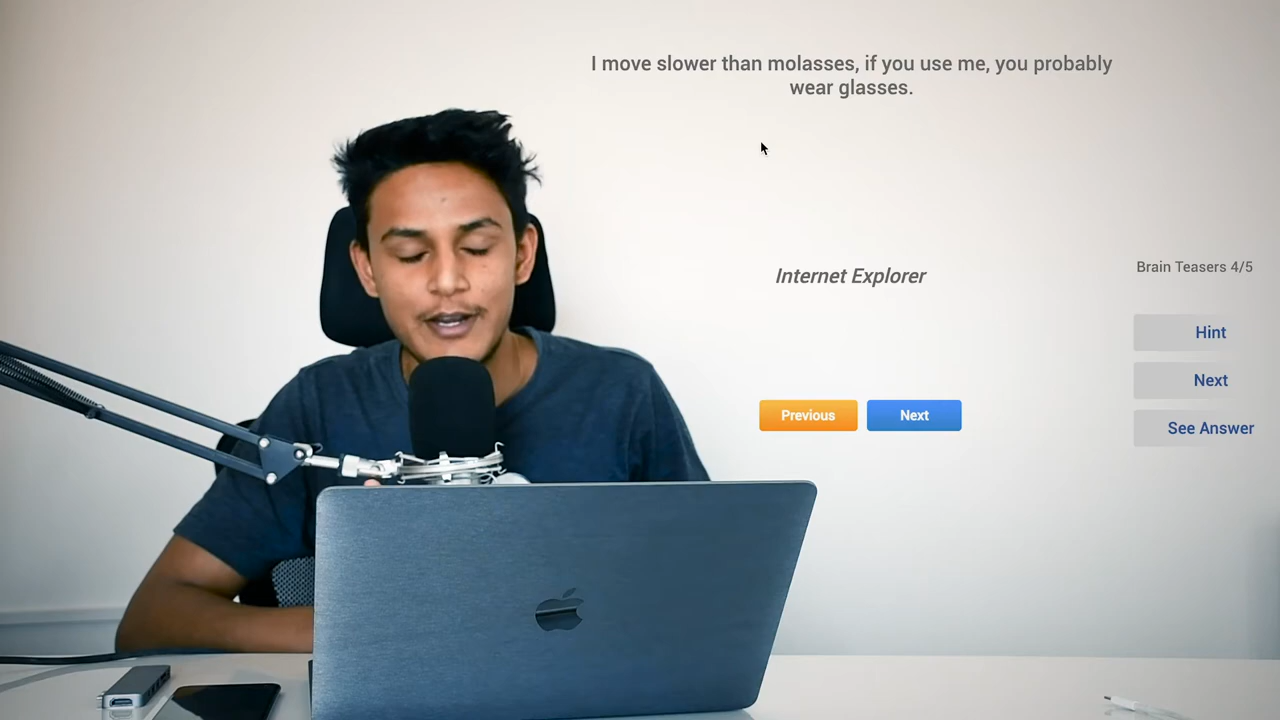 I move slower than molasses, if you use me, you probably
wear glasses.
Internet Explorer
Brain Teasers 4/5
Hint
Previous
Next
Next
See Answer